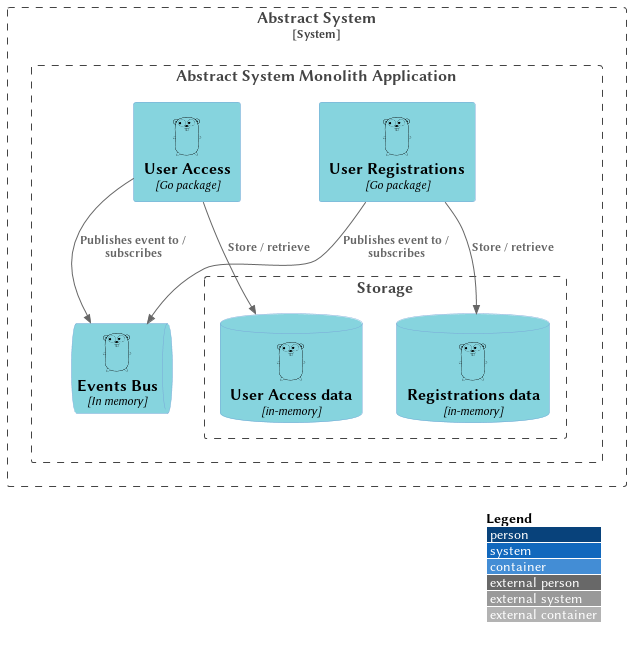 Abstract System
[System]
Abstract System Monolith Application
User Access
[Go package]
User Registrations
[Go package]
Publishes event to /
subscribes
Store / retrieve
Publishes event to /
subscribes
Store / retrieve
Storage
Events Bus
[In memory]
User Access data
[in-memory]
Registrations data
[in-memory]
Legend
person
system
container
external person
external system
external container